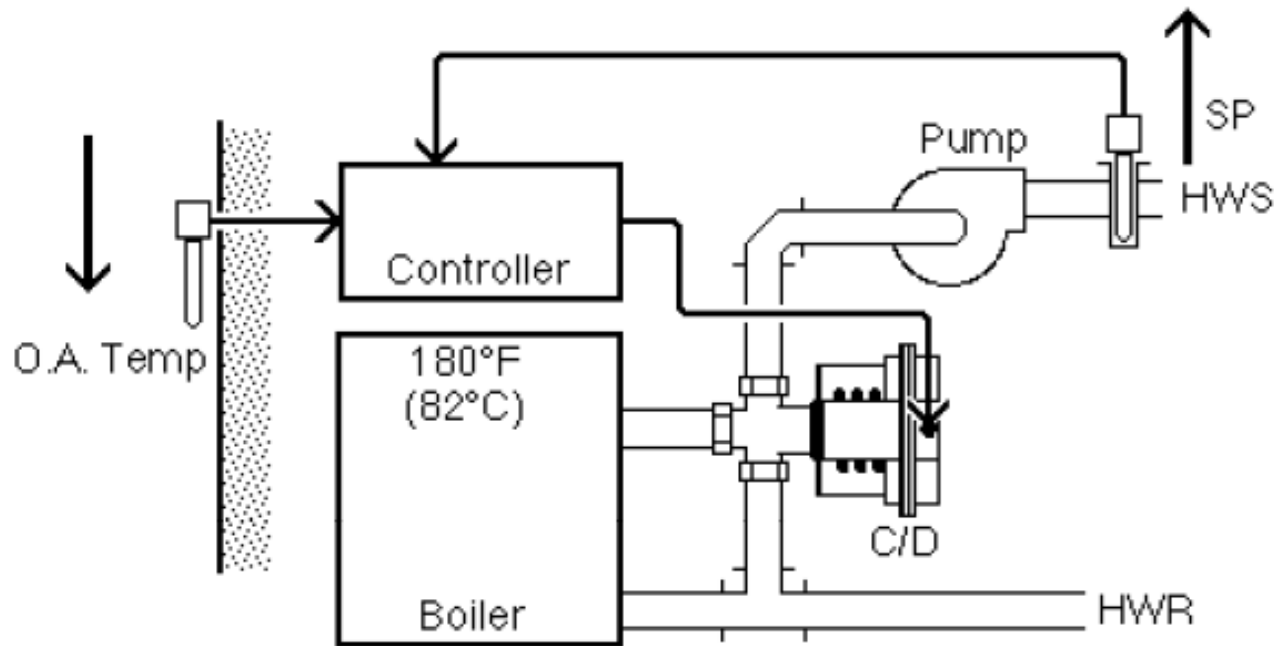 SP
Pump
HWS
Controller
O.A. Temp
180°F
(82°C)
C/D
Boiler
HWR